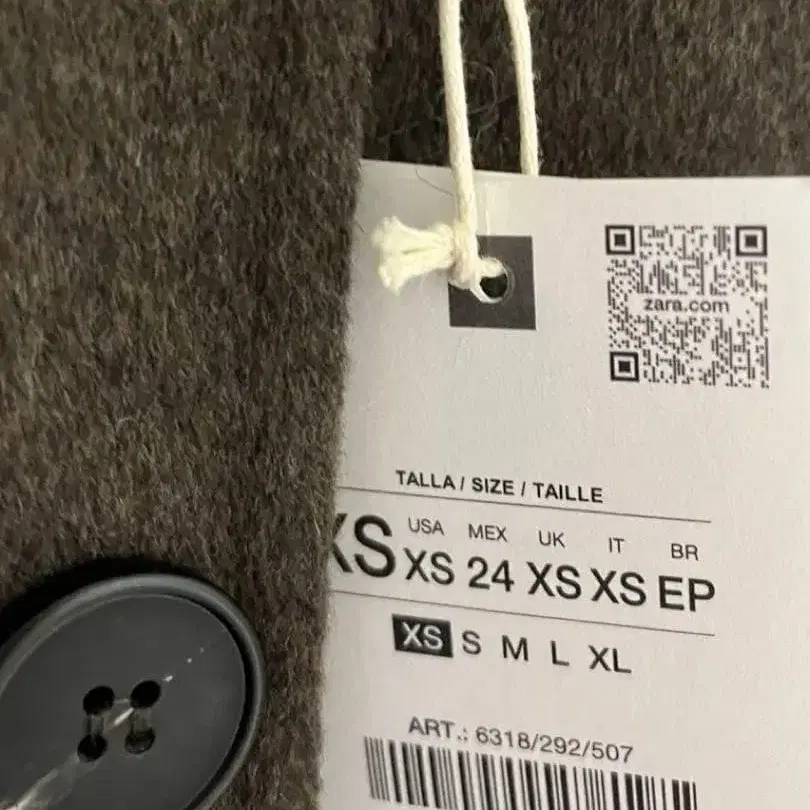 zara.com
TALLA / SIZE / TAILLE
USA MEX UK IT BR
XS XS 24 XS XS EP
XS S M L XL
ART.: 6318/292/507